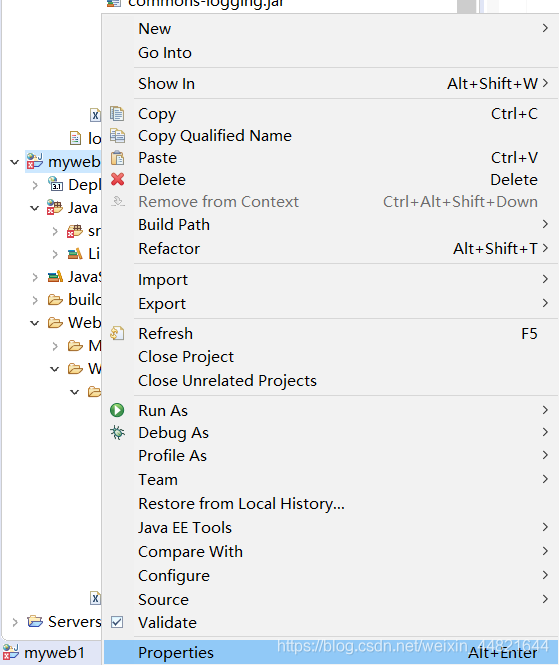 commons-logging.jar
New
Go Into
Show In Alt+Shift+W
Copy Ctrl+C
Copy Qualified Name
lo
Paste Ctrl+V
myweb
Delete Delete
Depl
Remove from Context Ctrl+Alt+Shift+Down
Java
Build Path
sr
Refactor Alt+Shift+T
Li
Import
JavaS
Export
build
Web
Refresh F5
M
Close Project
W
Close Unrelated Projects
Run As
Debug As
Profile As
Team
Restore from Local History...
Java EE Tools
Compare With
Configure
Source
Servers
Validate
myweb1
Properties Alt+Enter
https://blog.csdn.net/weixin_44821644